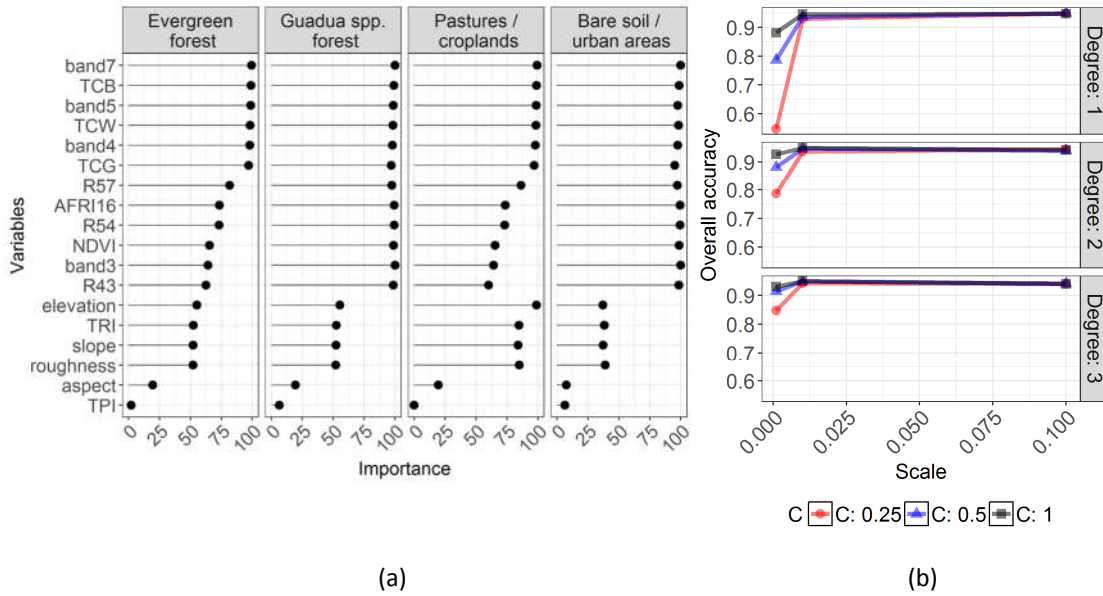 Evergreen forest
Guadua spp. forest
Pastures / croplands
Bare soil / urban areas
Variables
band7
TCB
band5
TCW
band4
TCG
R57
AFRI16
R54
NDVI
band3
R43
elevation
TRI
slope
roughness
aspect
TPI
0 25 50 75 100
0 25 50 75 100
0 25 50 75 100
0 25 50 75 100
Importance
(a)
Overall accuracy
0.9
0.8
0.7
0.6
Degree: 1
0.9
0.8
0.7
0.6
Degree: 2
0.9
0.8
0.7
0.6
Degree: 3
0.000 0.025 0.050 0.075 0.100
Scale
C C: 0.25 C: 0.5 C: 1
(b)